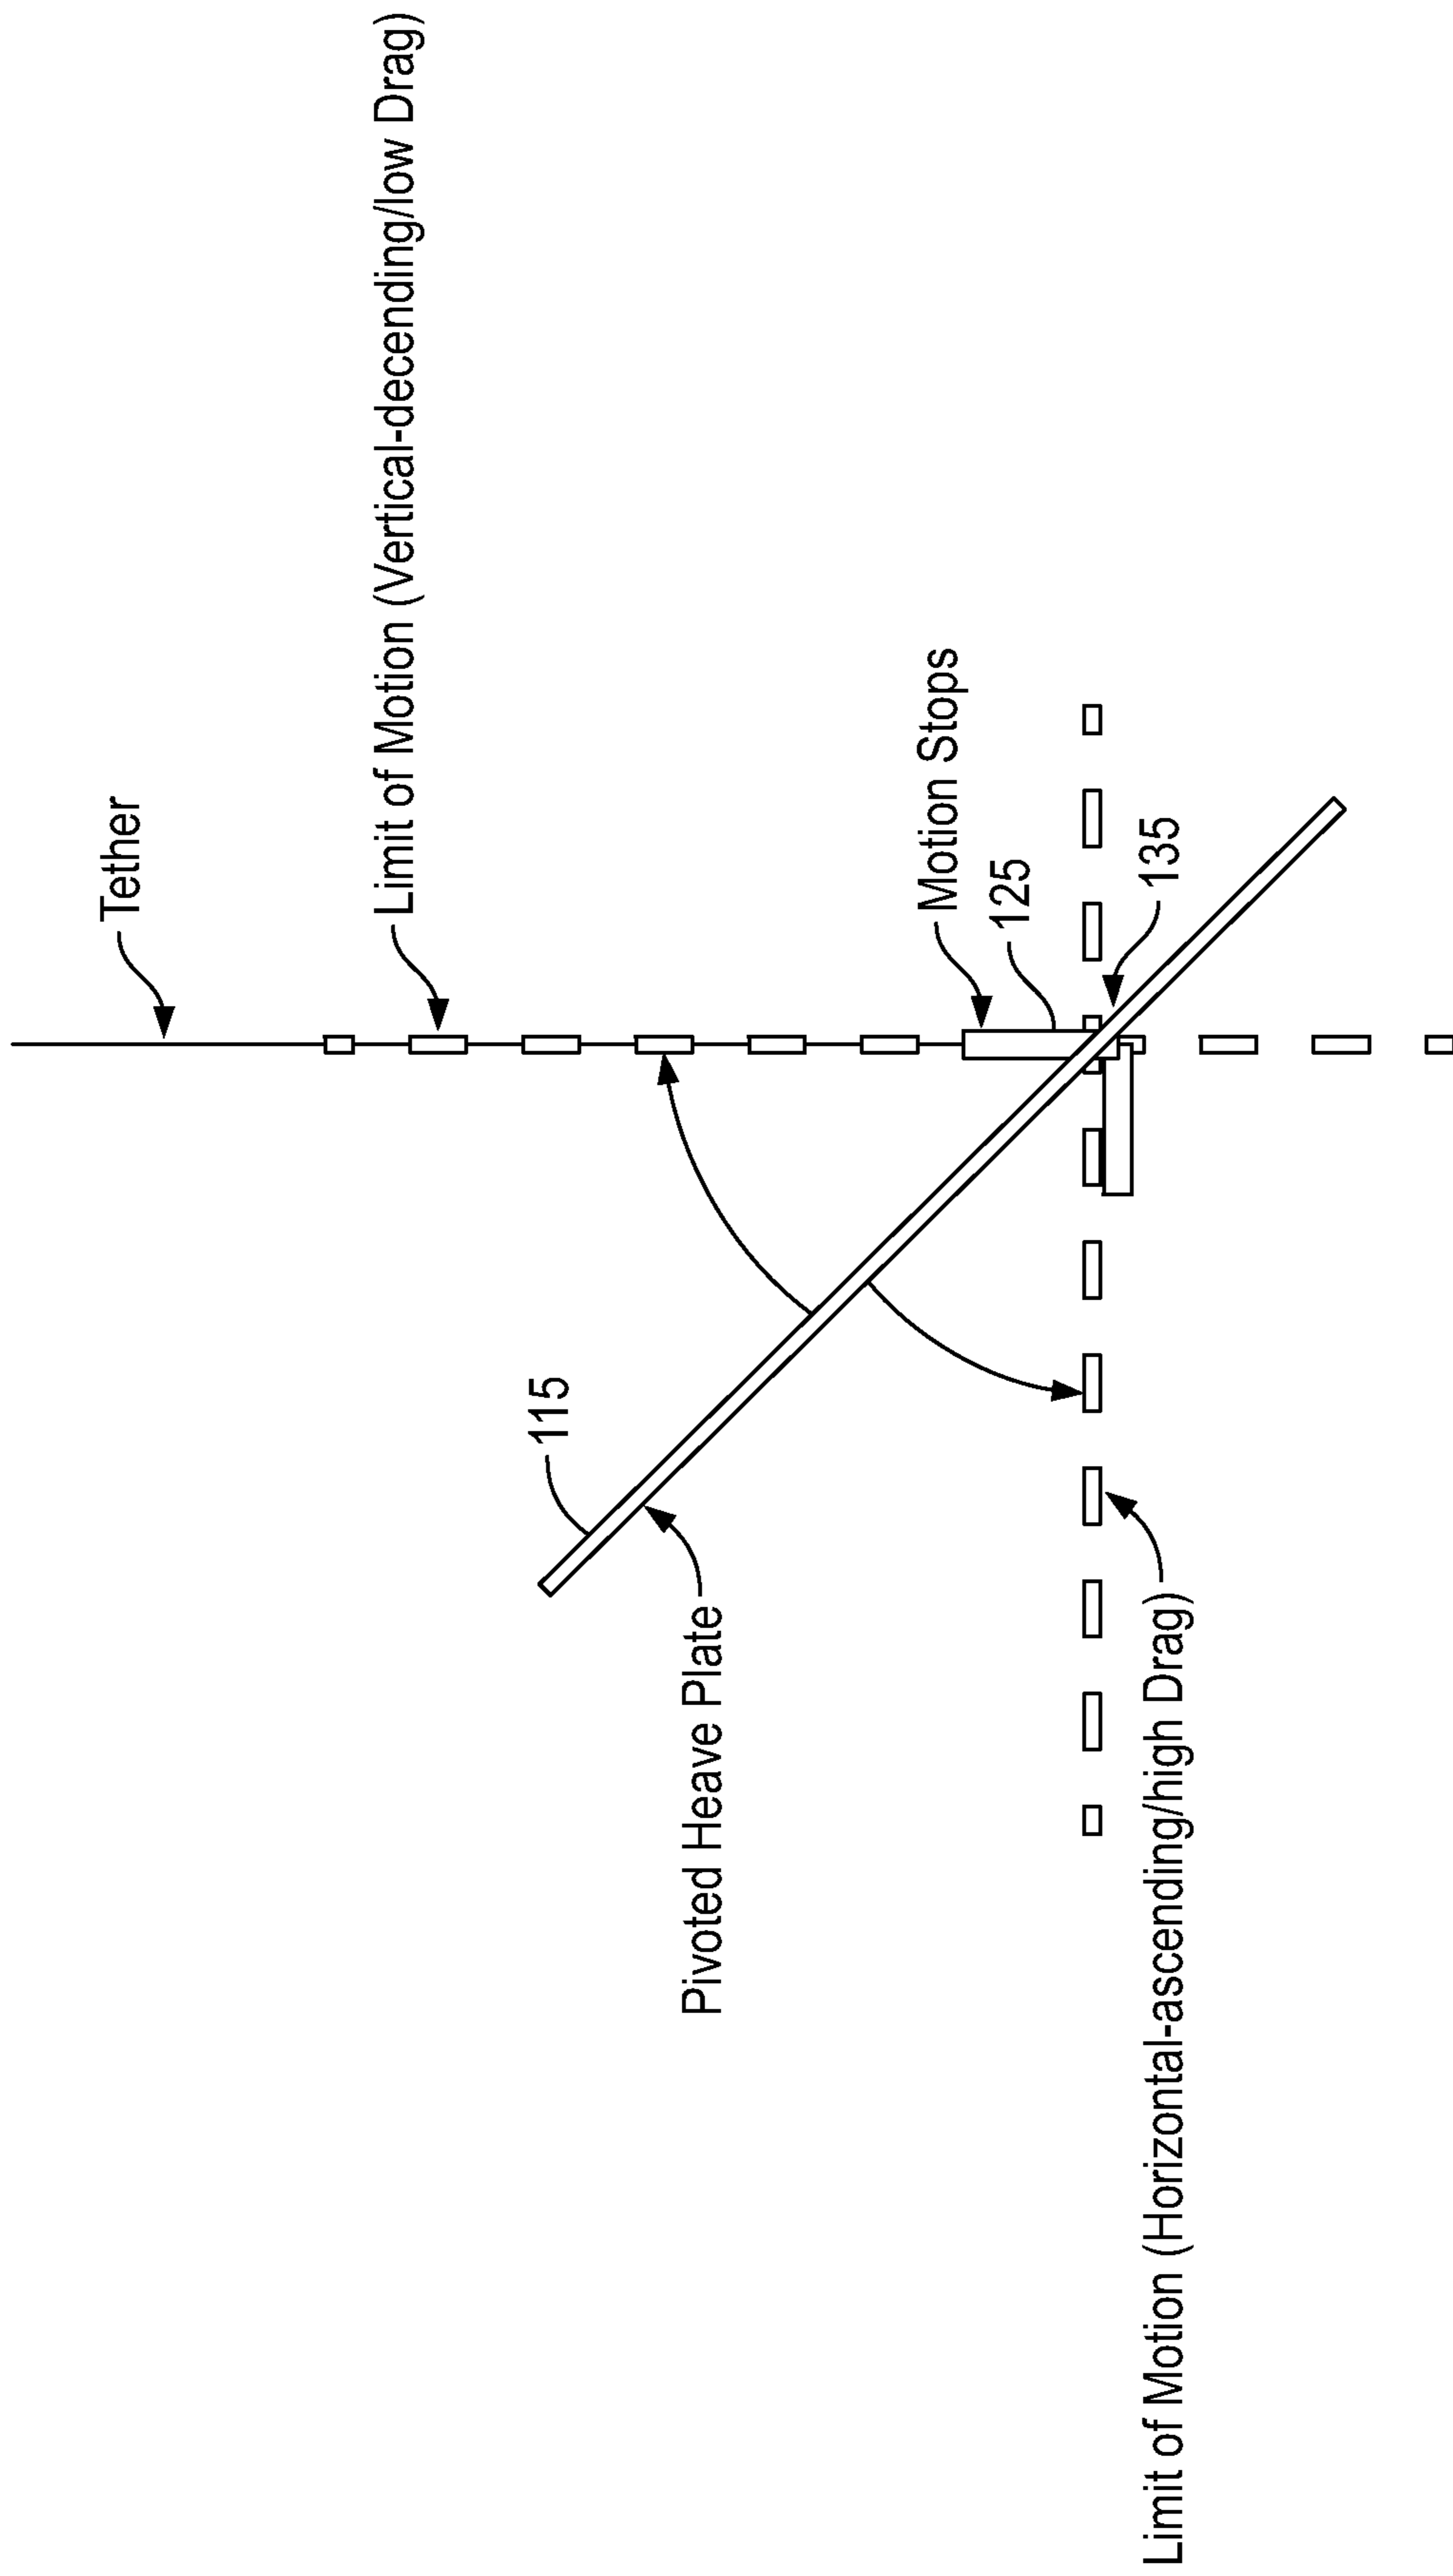 Tether
Limit of Motion (Vertical-decending/low Drag)
115
Pivoted Heave Plate
Motion Stops
125
135
Limit of Motion (Horizontal-ascending/high Drag)